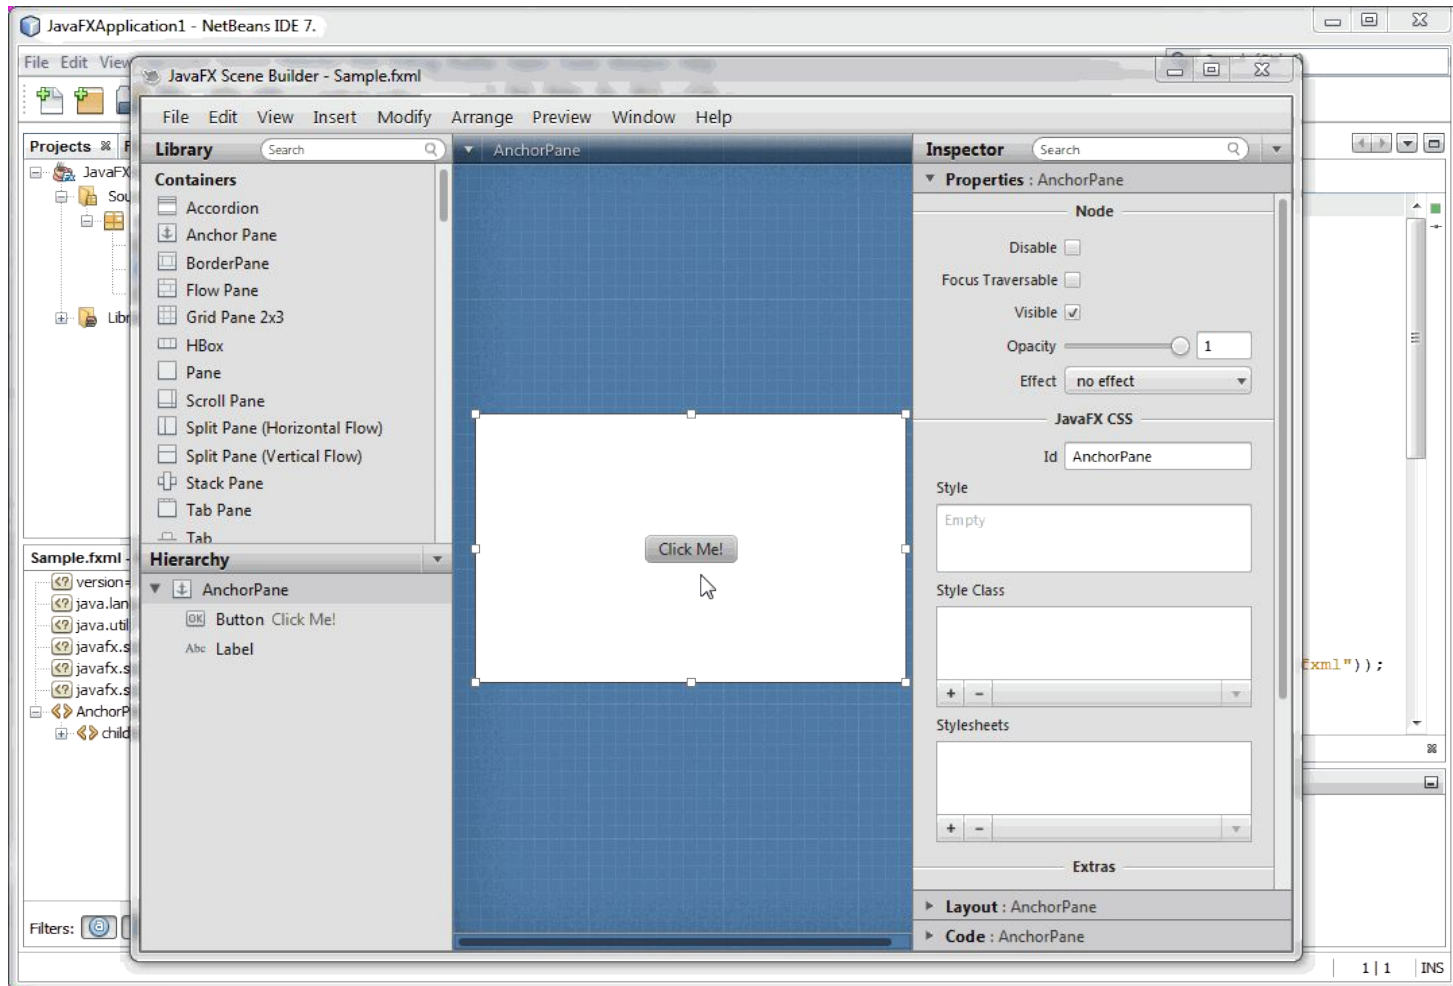 JavaFXApplication1 - NetBeans IDE 7.
File Edit View
JavaFX Scene Builder - Sample.fxml
File Edit View Insert Modify Arrange Preview Window Help
Projects
JavaFX
Sou
Libr
Library
Search
Containers
Accordion
Anchor Pane
BorderPane
Flow Pane
Grid Pane 2x3
HBox
Pane
Scroll Pane
Split Pane (Horizontal Flow)
Split Pane (Vertical Flow)
Stack Pane
Tab Pane
Tab
Hierarchy
AnchorPane
OK Button Click Me!
Abc Label
Sample.fxml -
<?> version=
<?> java.lan
<?> java.util
<?> javafx.s
<?> javafx.s
<?> javafx.s
AnchorP
child
Filters:
AnchorPane
Click Me!
Inspector
Search
Properties : AnchorPane
Node
Disable
Focus Traversable
Visible
Opacity 1
Effect no effect
JavaFX CSS
Id AnchorPane
Style
Empty
Style Class
+ -
Stylesheets
+ -
Extras
Layout : AnchorPane
Code : AnchorPane
fxml"));
1 | 1 INS